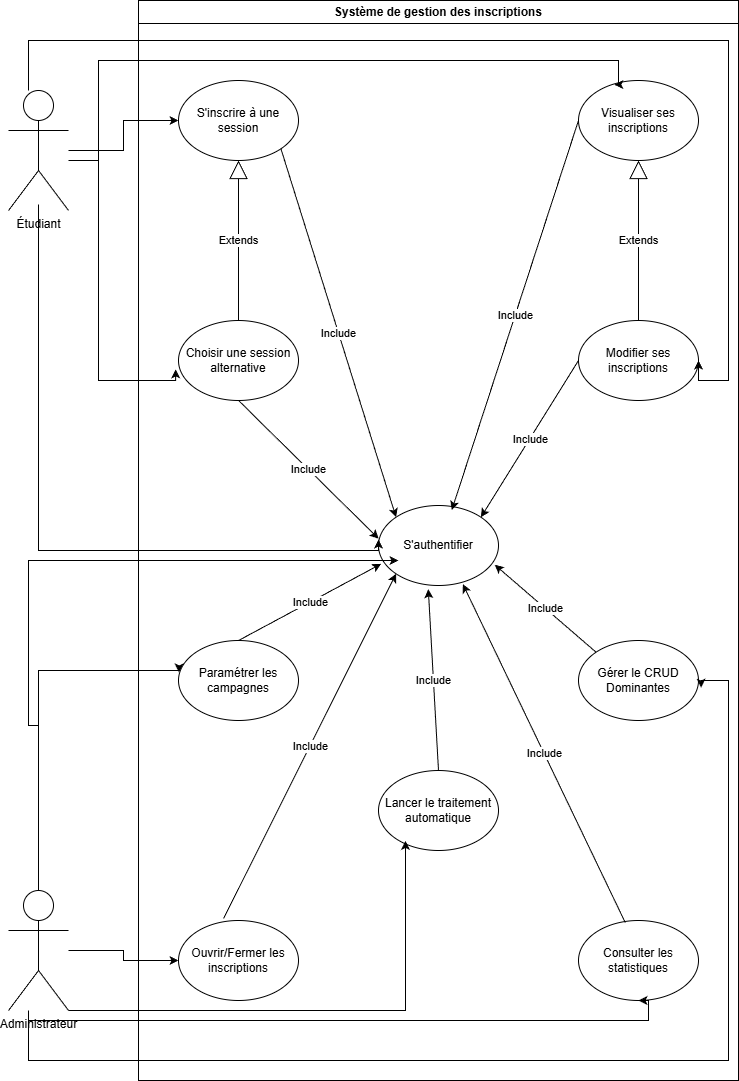 Système de gestion des inscriptions
S'inscrire à une
session
Visualiser ses
inscriptions
Étudiant
Extends
Extends
Include
Include
Choisir une session
alternative
Modifier ses
inscriptions
Include
Include
S'authentifier
Include
Include
Paramétrer les
campagnes
Include
Gérer le CRUD
Dominantes
Include
Include
Lancer le traitement
automatique
Ouvrir/Fermer les
inscriptions
Consulter les
statistiques
Administrateur